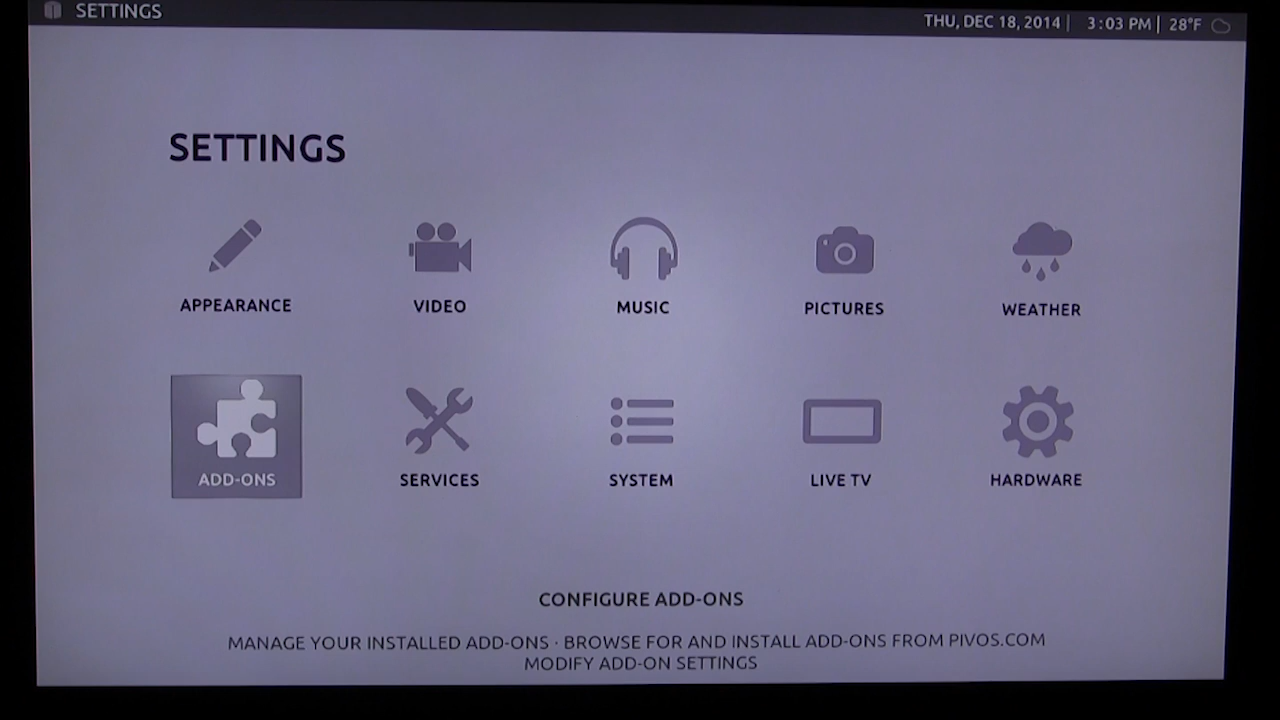 SETTINGS
THU, DEC 18, 2014 | 3:03 PM | 28°F
SETTINGS
APPEARANCE
VIDEO
MUSIC
PICTURES
WEATHER
ADD-ONS
SERVICES
SYSTEM
LIVE TV
HARDWARE
CONFIGURE ADD-ONS
MANAGE YOUR INSTALLED ADD-ONS · BROWSE FOR AND INSTALL ADD-ONS FROM PIVOS.COM
MODIFY ADD-ON SETTINGS